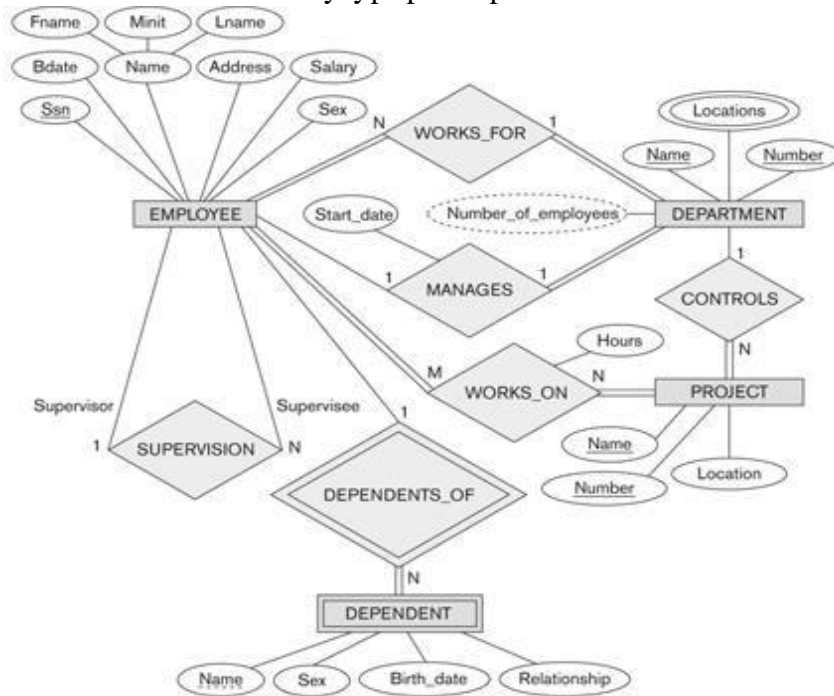 Fname Minit Lname
Bdate Name Address Salary
Ssn Sex
N WORKS_FOR 1
Locations
Name Number
EMPLOYEE Start_date Number_of_employees DEPARTMENT
1 MANAGES 1
1
CONTROLS
N
Hours
M WORKS_ON N PROJECT
Supervisor Supervisee
1 SUPERVISION N
1
Name
Number Location
DEPENDENTS_OF
N
DEPENDENT
Name Sex Birth_date Relationship